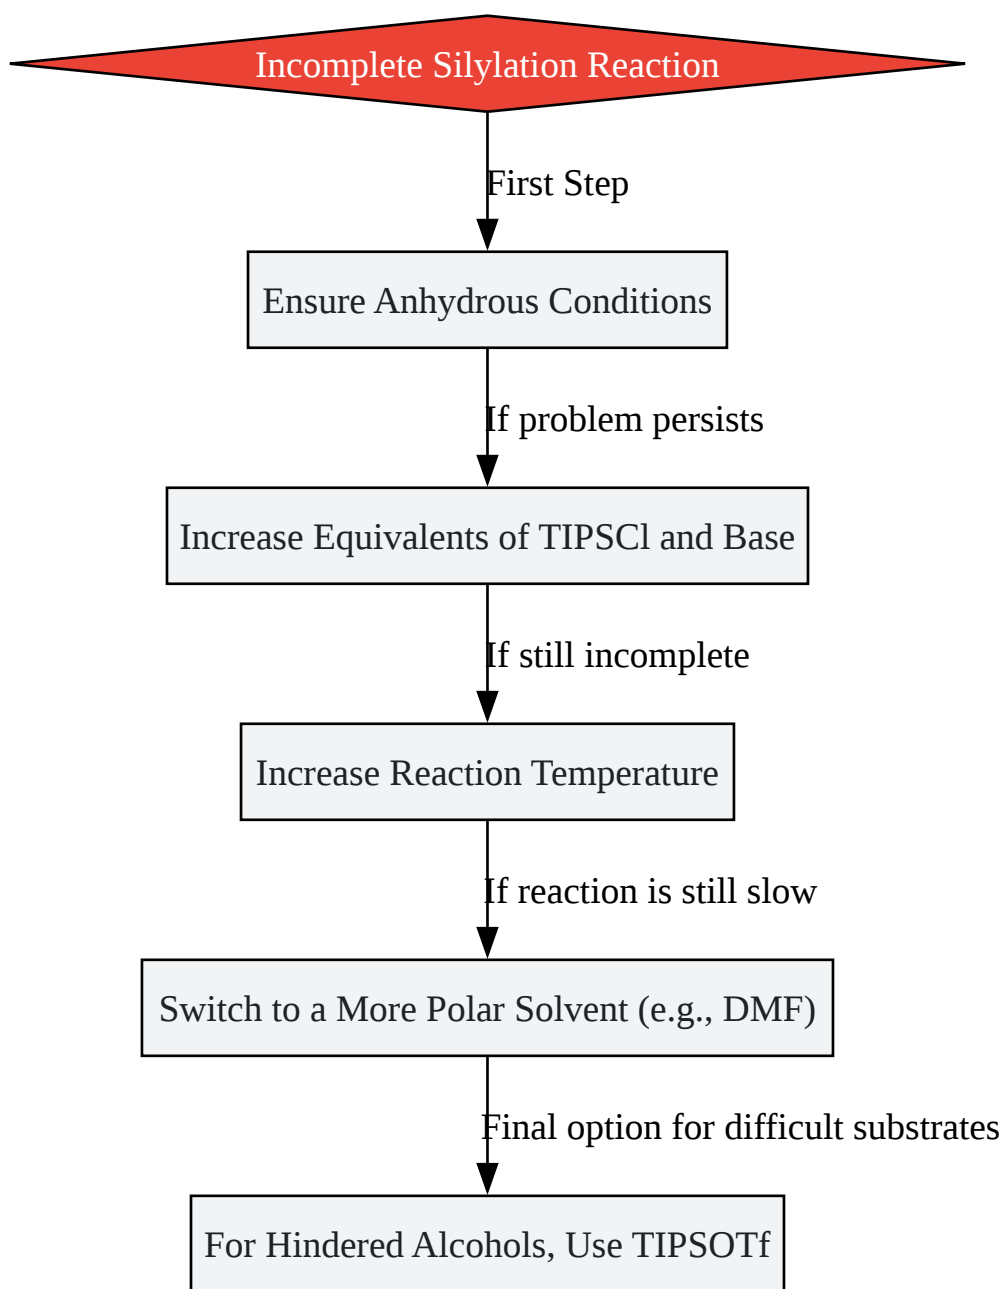 Incomplete Silylation Reaction
First Step
Ensure Anhydrous Conditions
If problem persists
Increase Equivalents of TIPSCl and Base
If still incomplete
Increase Reaction Temperature
If reaction is still slow
Switch to a More Polar Solvent (e.g., DMF)
Final option for difficult substrates
For Hindered Alcohols, Use TIPSOTf